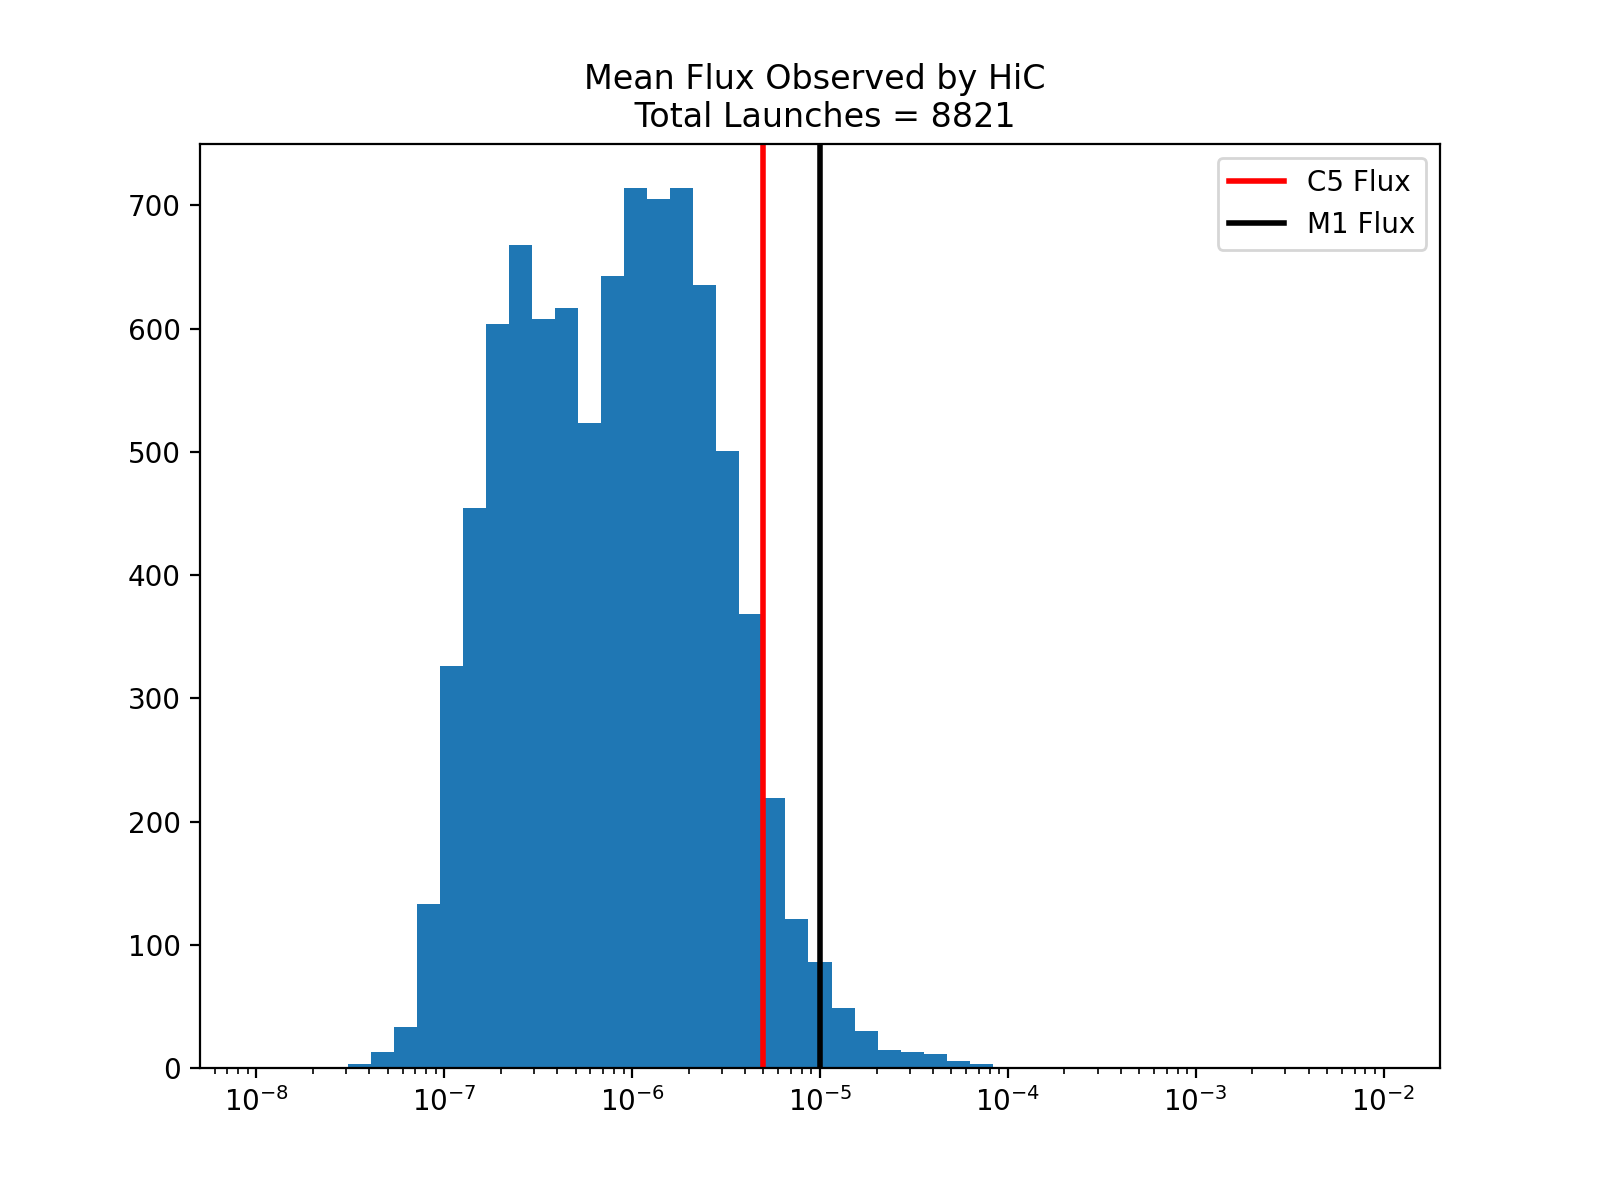 Mean Flux Observed by HiC
Total Launches = 8821
C5 Flux
M1 Flux
700
600
500
400
300
200
100
0
10⁻⁸ 10⁻⁷ 10⁻⁶ 10⁻⁵ 10⁻⁴ 10⁻³ 10⁻²